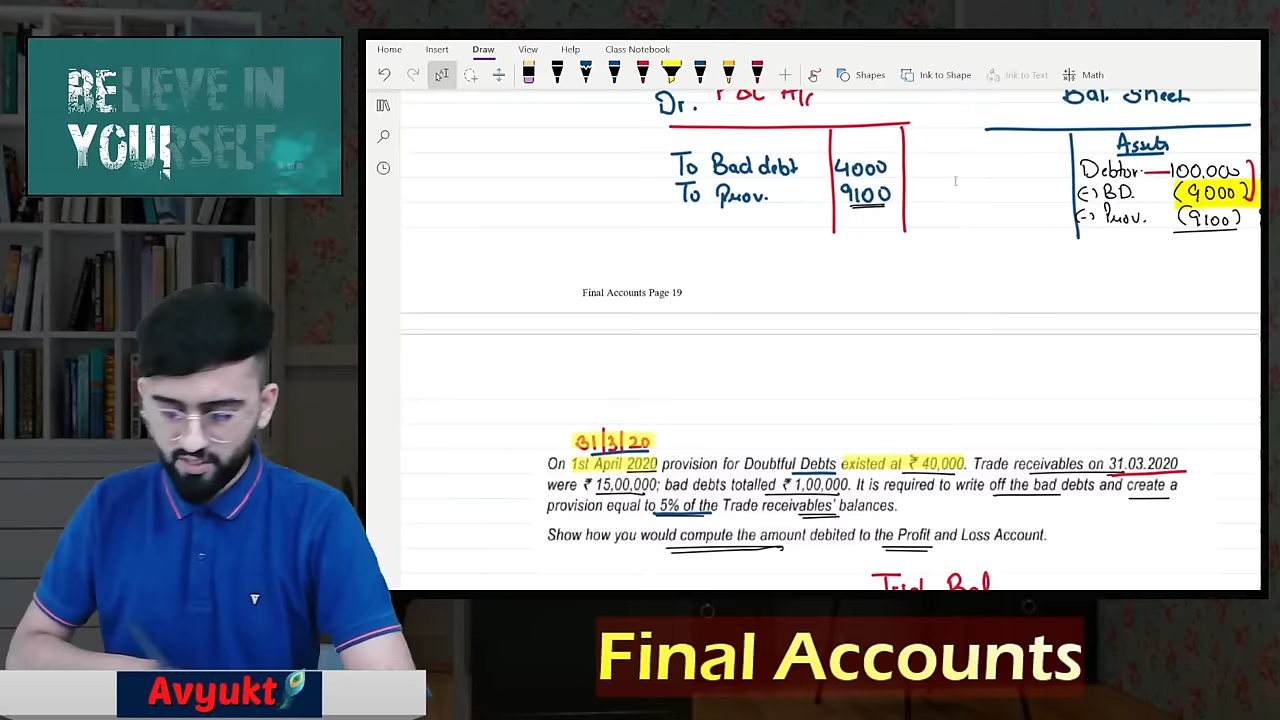 BELIEVE IN
YOURSELF...
Home Insert Draw View Help Class Notebook
Shapes Ink to Shape Ink to Text Math
Dr. P&L A/c
Bal. Sheet
To Bad debt 4000
To Prov. 9100
Assets
Debtor 100,000
(-) B.D. (9000)
(-) Prov. (9100)
Final Accounts Page 19
31/3/20
On 1st April 2020 provision for Doubtful Debts existed at ₹ 40,000. Trade receivables on 31.03.2020
were ₹ 15,00,000; bad debts totalled ₹ 1,00,000. It is required to write off the bad debts and create a
provision equal to 5% of the Trade receivables' balances.
Show how you would compute the amount debited to the Profit and Loss Account.
Trial Bal
Final Accounts
Avyukt